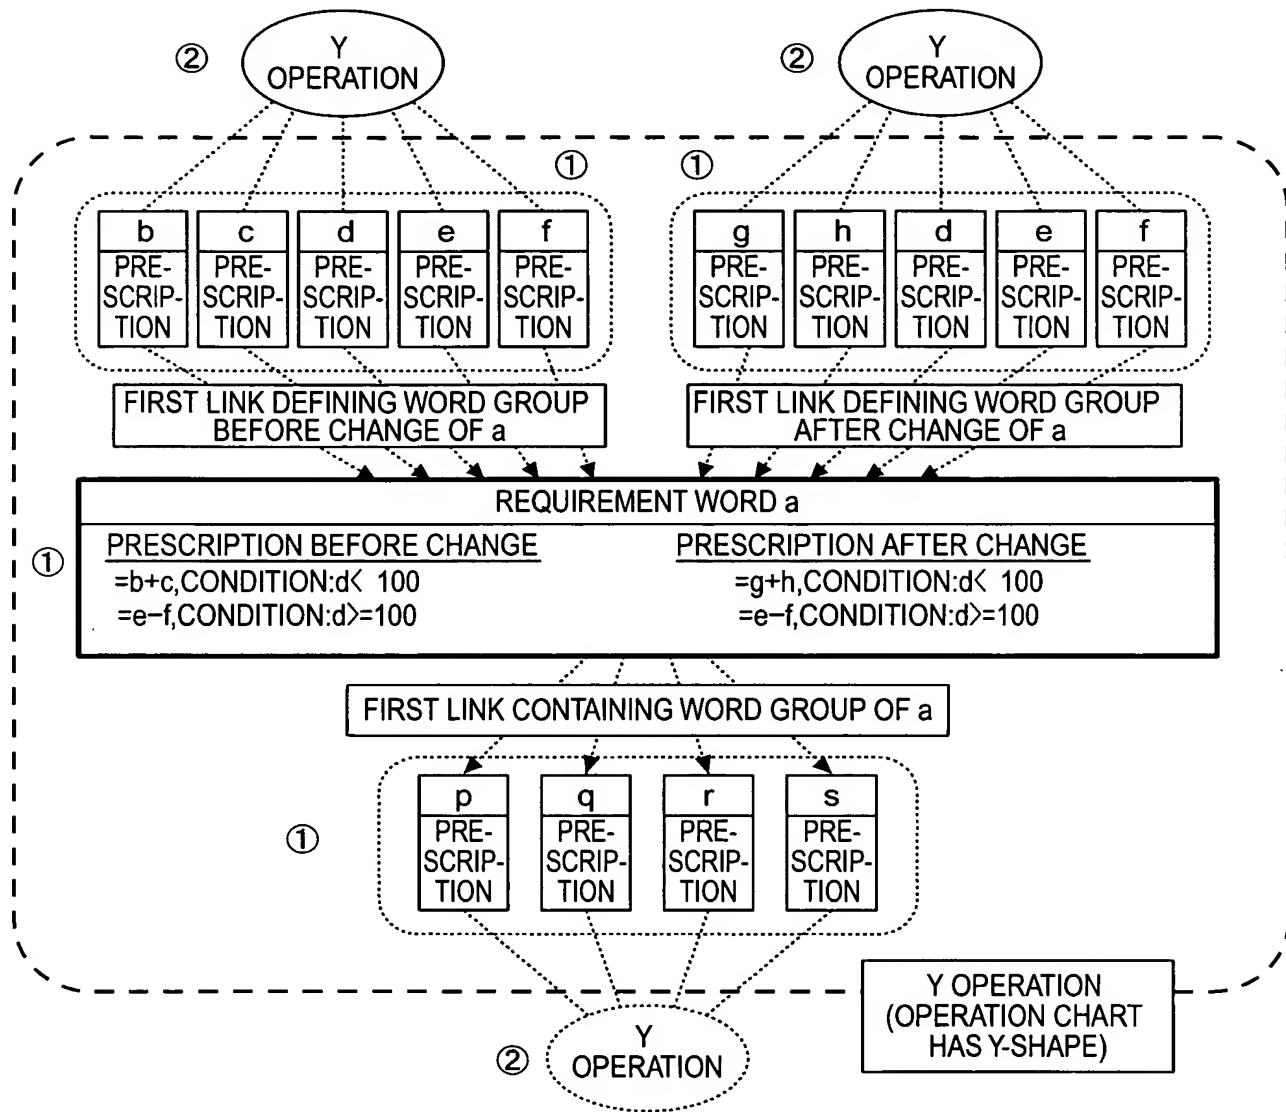 ②
Y
OPERATION
②
Y
OPERATION
①
①
b
PRE-
SCRIP-
TION
c
PRE-
SCRIP-
TION
d
PRE-
SCRIP-
TION
e
PRE-
SCRIP-
TION
f
PRE-
SCRIP-
TION
g
PRE-
SCRIP-
TION
h
PRE-
SCRIP-
TION
d
PRE-
SCRIP-
TION
e
PRE-
SCRIP-
TION
f
PRE-
SCRIP-
TION
FIRST LINK DEFINING WORD GROUP
BEFORE CHANGE OF a
FIRST LINK DEFINING WORD GROUP
AFTER CHANGE OF a
REQUIREMENT WORD a
①
PRESCRIPTION BEFORE CHANGE
=b+c,CONDITION:d< 100
=e−f,CONDITION:d>=100
PRESCRIPTION AFTER CHANGE
=g+h,CONDITION:d< 100
=e−f,CONDITION:d>=100
FIRST LINK CONTAINING WORD GROUP OF a
①
p
PRE-
SCRIP-
TION
q
PRE-
SCRIP-
TION
r
PRE-
SCRIP-
TION
s
PRE-
SCRIP-
TION
②
Y
OPERATION
Y OPERATION
(OPERATION CHART
HAS Y-SHAPE)